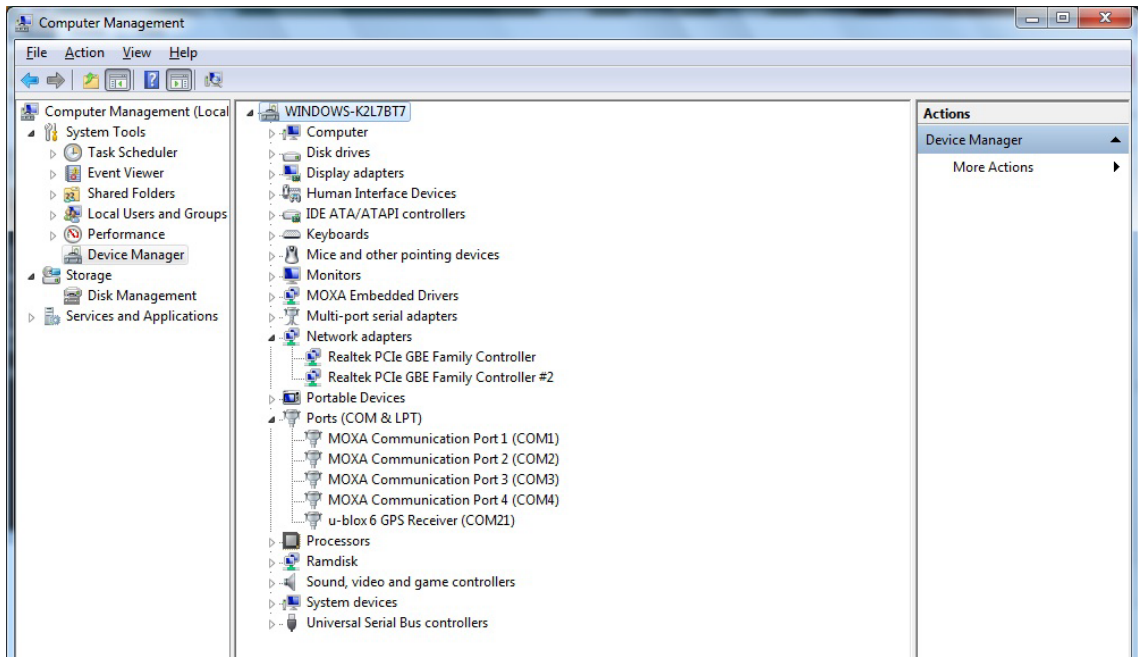 Computer Management
File Action View Help
Computer Management (Local
System Tools
Task Scheduler
Event Viewer
Shared Folders
Local Users and Groups
Performance
Device Manager
Storage
Disk Management
Services and Applications
WINDOWS-K2L7BT7
Computer
Disk drives
Display adapters
Human Interface Devices
IDE ATA/ATAPI controllers
Keyboards
Mice and other pointing devices
Monitors
MOXA Embedded Drivers
Multi-port serial adapters
Network adapters
Realtek PCIe GBE Family Controller
Realtek PCIe GBE Family Controller #2
Portable Devices
Ports (COM & LPT)
MOXA Communication Port 1 (COM1)
MOXA Communication Port 2 (COM2)
MOXA Communication Port 3 (COM3)
MOXA Communication Port 4 (COM4)
u-blox 6 GPS Receiver (COM21)
Processors
Ramdisk
Sound, video and game controllers
System devices
Universal Serial Bus controllers
Actions
Device Manager
More Actions